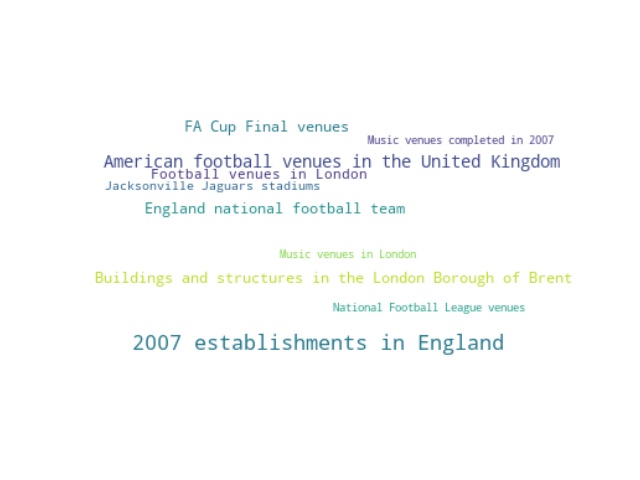 FA Cup Final venues
Music venues completed in 2007
American football venues in the United Kingdom
Football venues in London
Jacksonville Jaguars stadiums
England national football team
Music venues in London
Buildings and structures in the London Borough of Brent
National Football League venues
2007 establishments in England